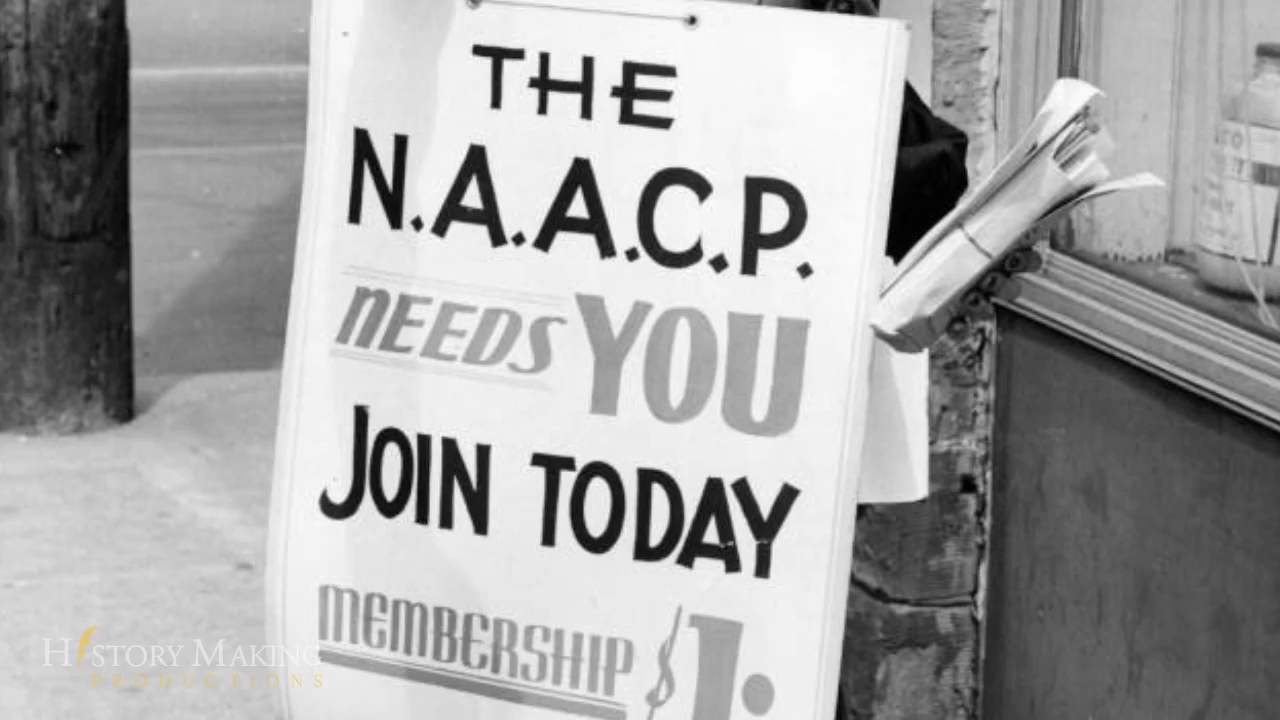 THE
N.A.A.C.P.
NEEDS YOU
JOIN TODAY
MEMBERSHIP $1.
HISTORY MAKING
PRODUCTIONS